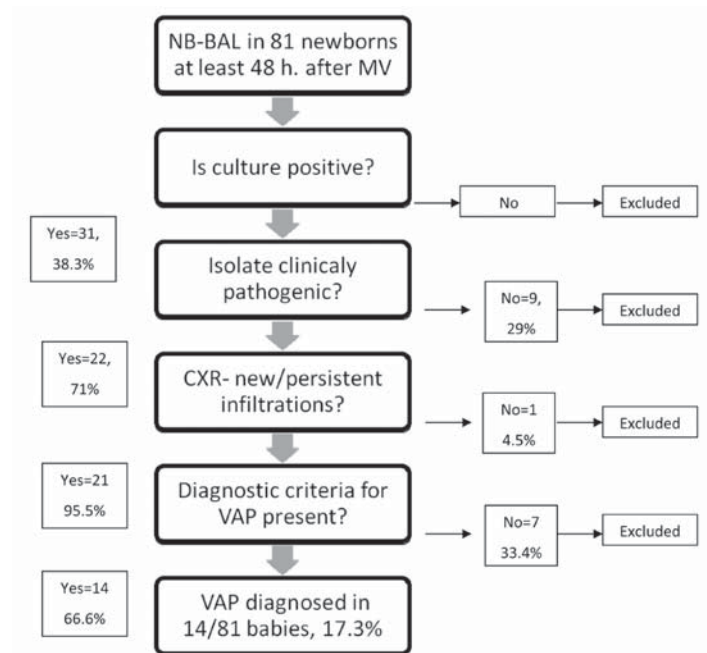 NB-BAL in 81 newborns
at least 48 h. after MV
Is culture positive?
No
Excluded
Yes=31,
38.3%
Isolate clinicaly
pathogenic?
No=9,
29%
Excluded
Yes=22,
71%
CXR- new/persistent
infiltrations?
No=1
4.5%
Excluded
Yes=21
95.5%
Diagnostic criteria for
VAP present?
No=7
33.4%
Excluded
Yes=14
66.6%
VAP diagnosed in
14/81 babies, 17.3%